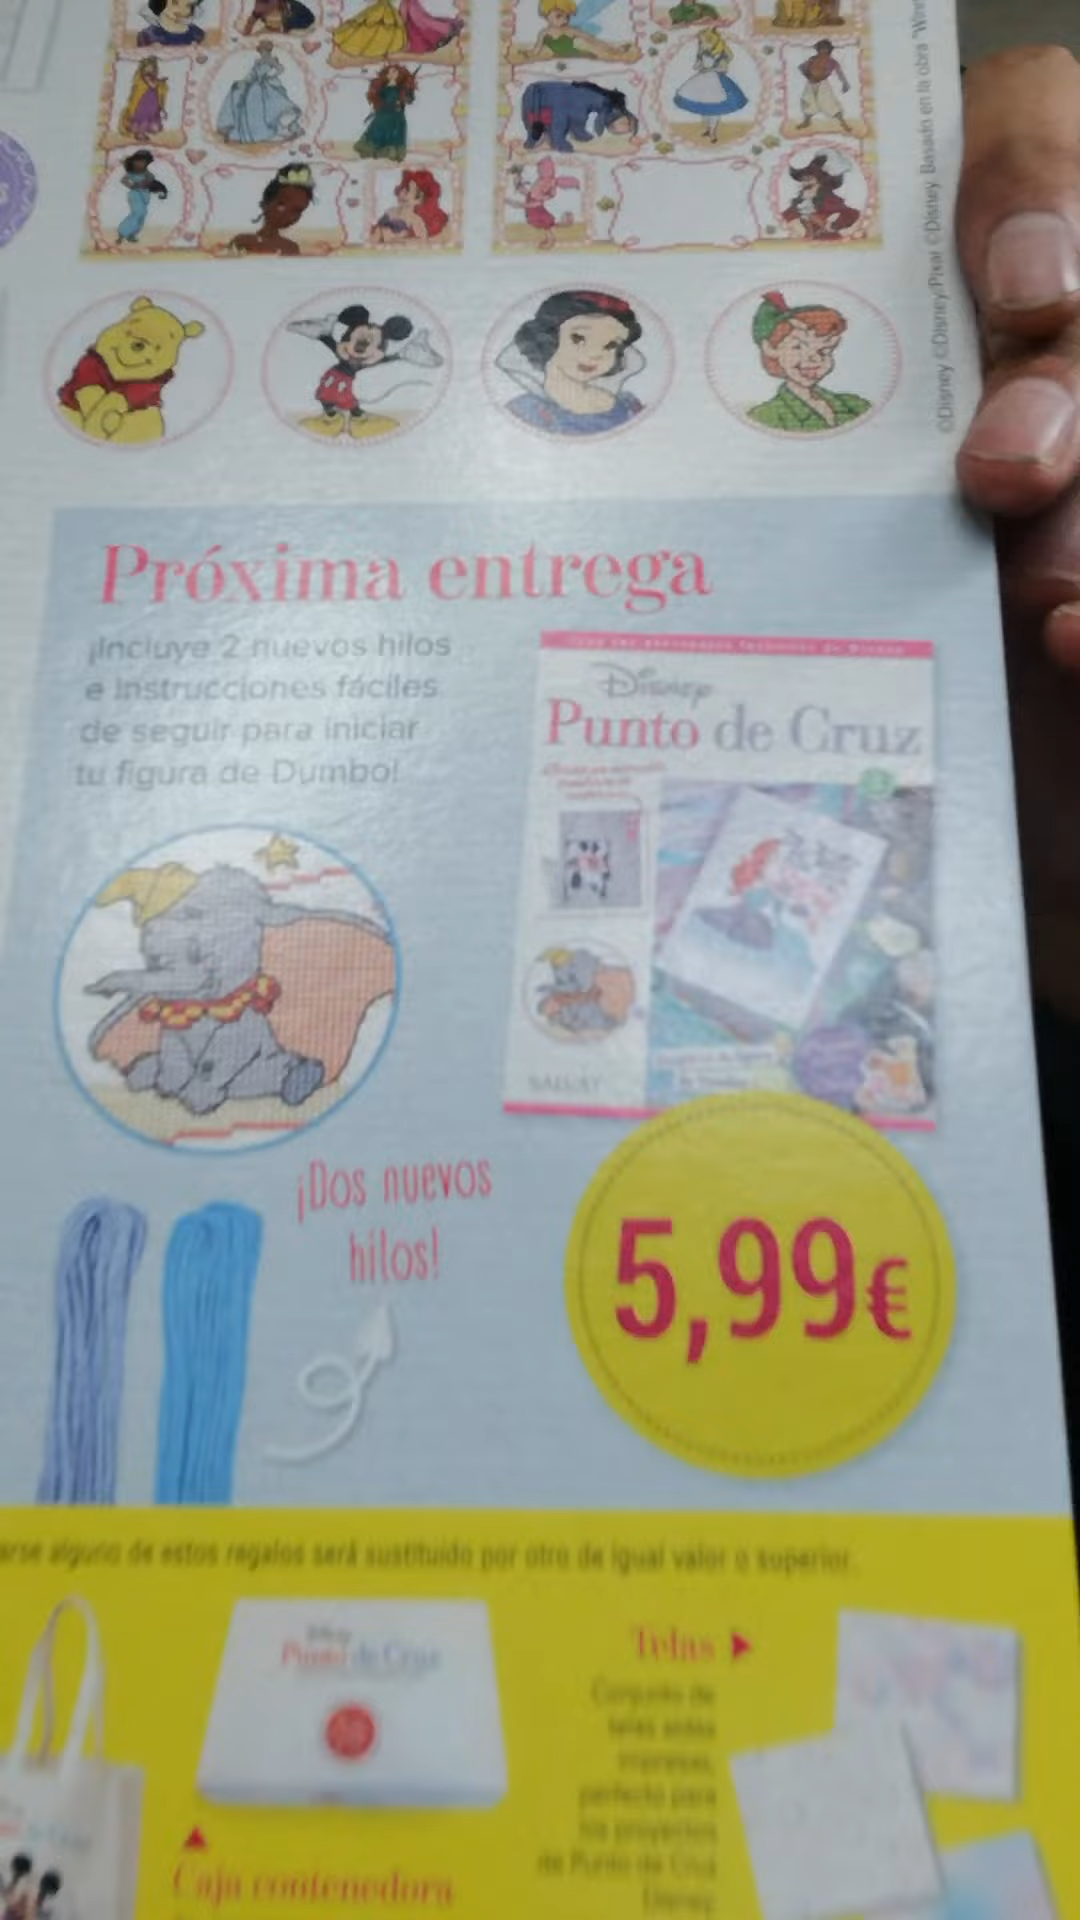 ©Disney ©Disney/Pixar ©Disney. Basado en la obra "Winn
Próxima entrega
¡Incluye 2 nuevos hilos
e instrucciones fáciles
de seguir para iniciar
tu figura de Dumbo!
Disney
Punto de Cruz
SALVAT
¡Dos nuevos
hilos!
5,99€
arse alguno de estos regalos será sustituido por otro de igual valor o superior.
Disney
Punto de Cruz
Telas
Conjunto de
telas
impresas,
perfecto para
los proyectos
de Punto de Cruz
Disney
Caja contenedora